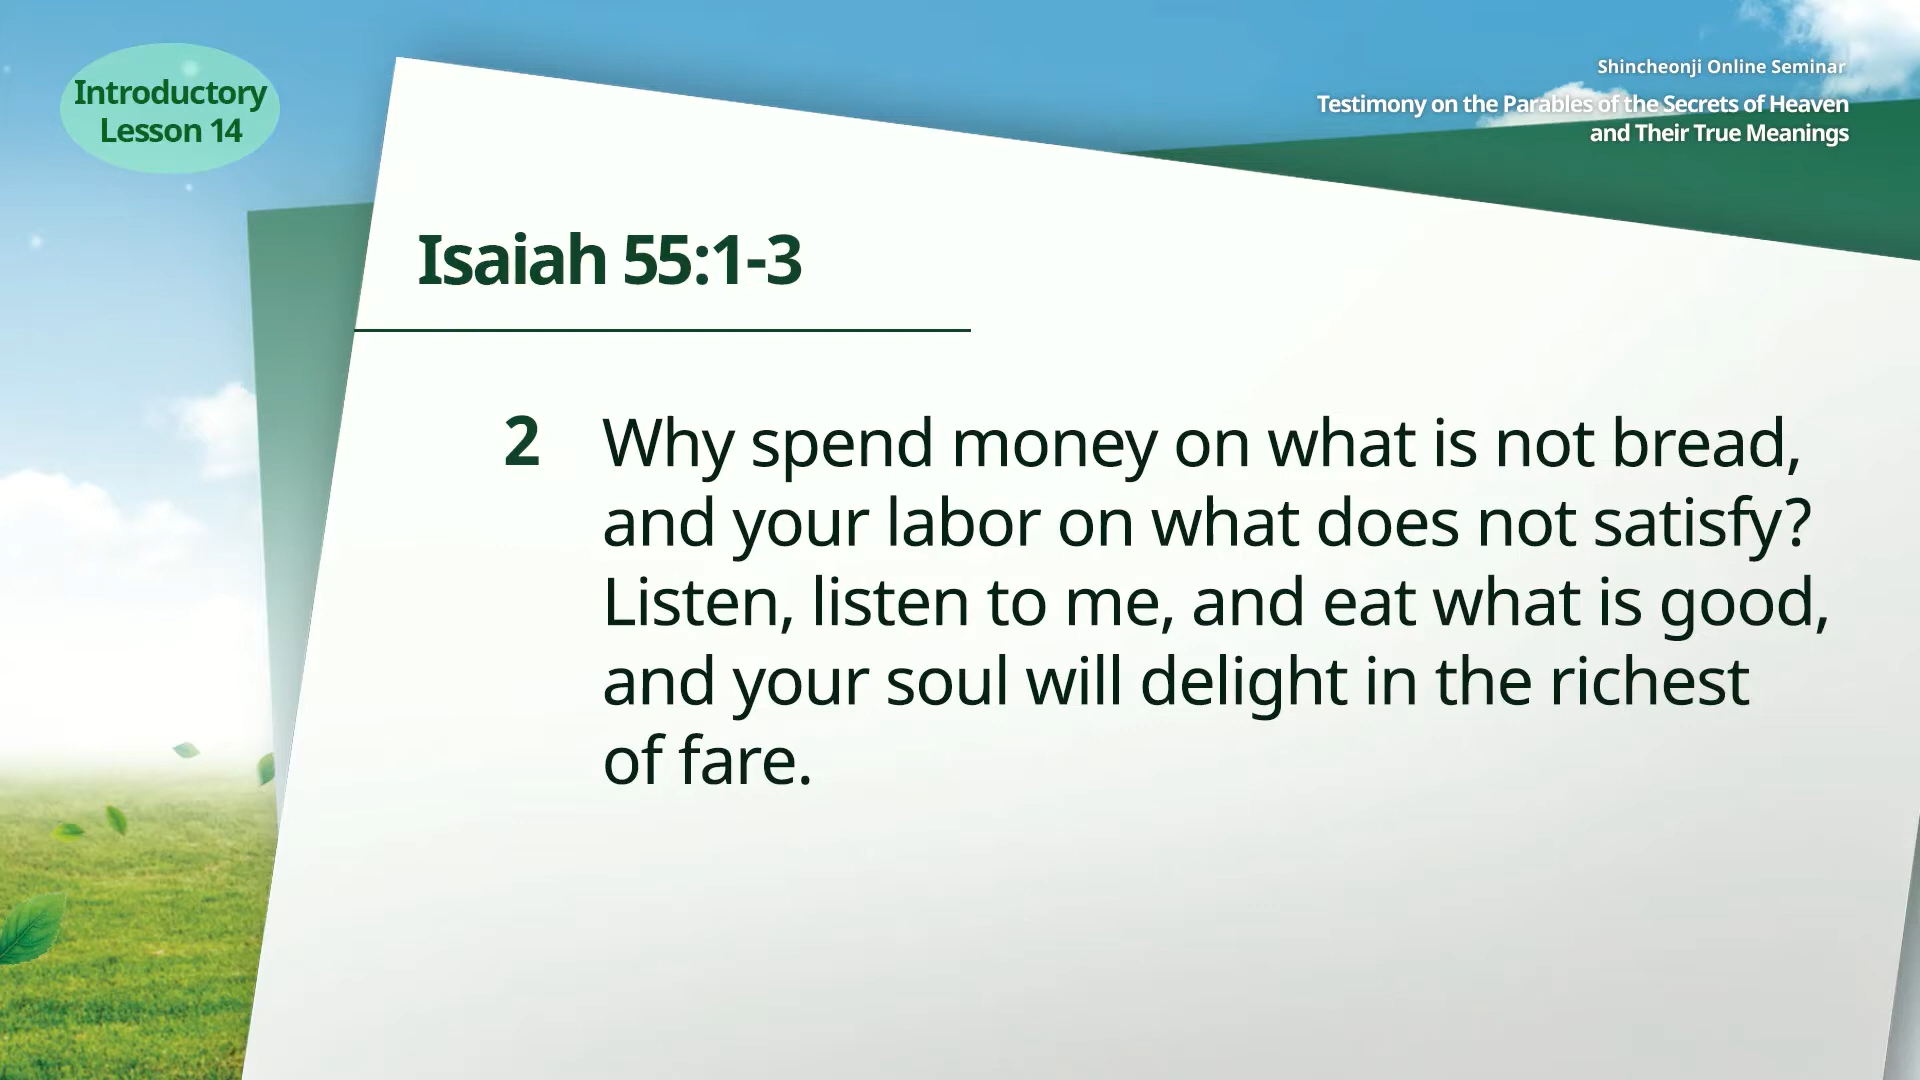 Introductory
Lesson 14
Shincheonji Online Seminar
Testimony on the Parables of the Secrets of Heaven
and Their True Meanings
Isaiah 55:1-3
2 Why spend money on what is not bread,
and your labor on what does not satisfy?
Listen, listen to me, and eat what is good,
and your soul will delight in the richest
of fare.